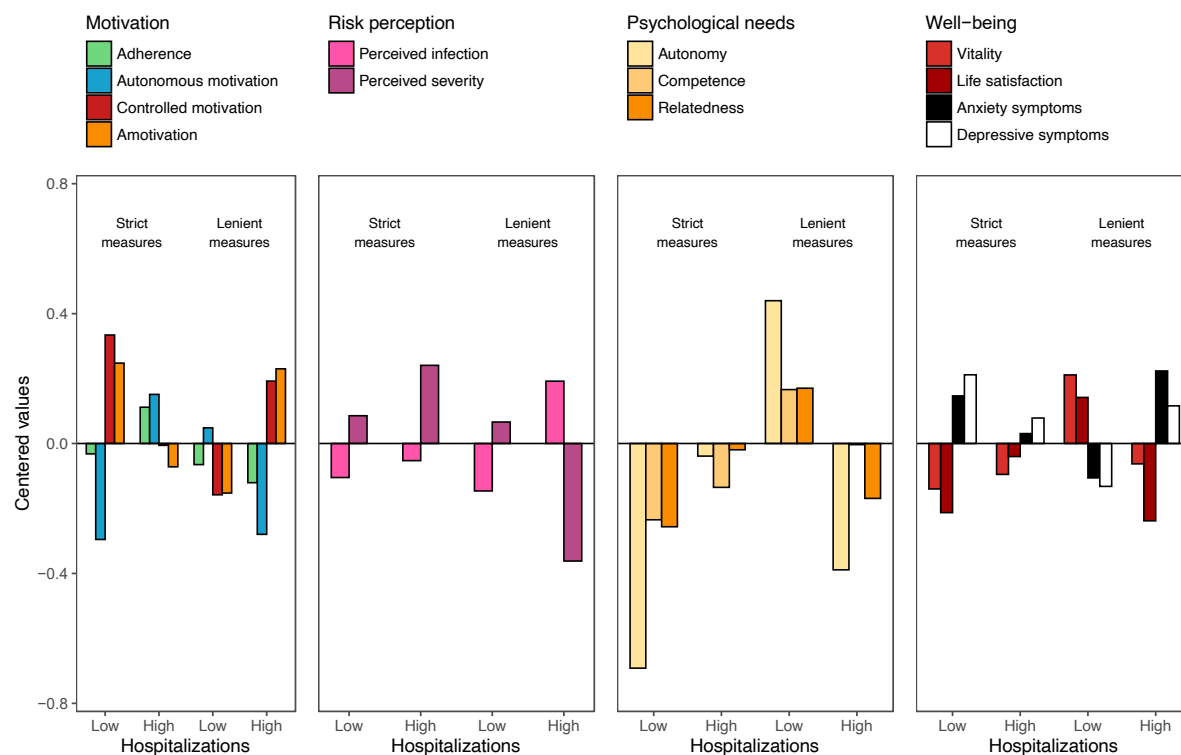 Motivation
Adherence
Autonomous motivation
Controlled motivation
Amotivation
Risk perception
Perceived infection
Perceived severity
Psychological needs
Autonomy
Competence
Relatedness
Well−being
Vitality
Life satisfaction
Anxiety symptoms
Depressive symptoms
Centered values
0.8
0.4
0.0
−0.4
−0.8
Strict
measures
Lenient
measures
Low
High
Low
High
Hospitalizations
Strict
measures
Lenient
measures
Low
High
Low
High
Hospitalizations
Strict
measures
Lenient
measures
Low
High
Low
High
Hospitalizations
Strict
measures
Lenient
measures
Low
High
Low
High
Hospitalizations